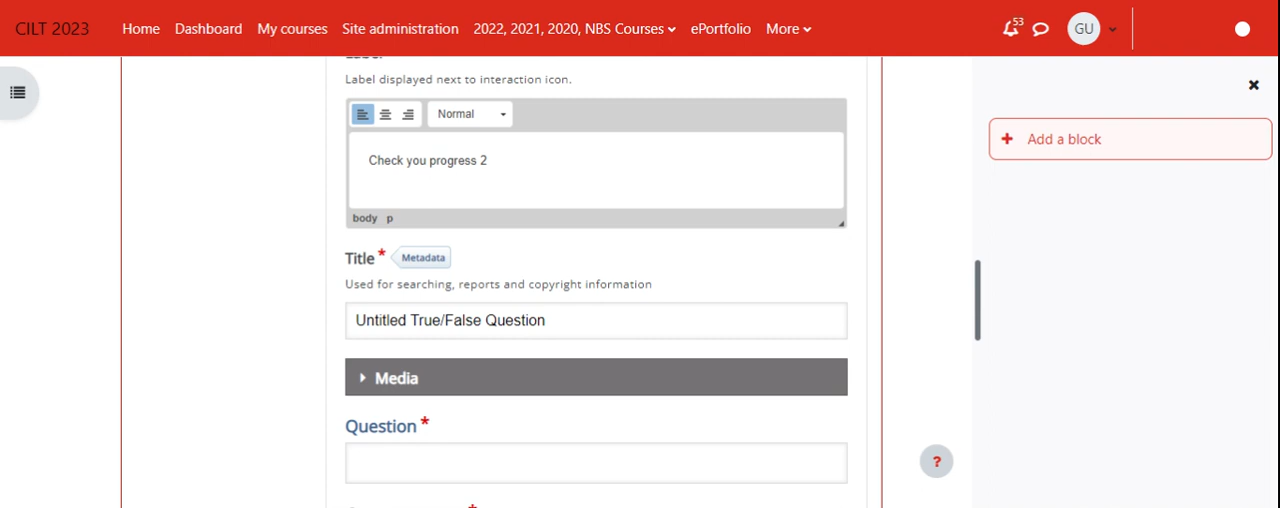 CILT 2023 Home Dashboard My courses Site administration 2022, 2021, 2020, NBS Courses ePortfolio More 53 GU
Label displayed next to interaction icon.
Normal
Check you progress 2
body p
Title * Metadata
Used for searching, reports and copyright information
Untitled True/False Question
Media
Question *
+ Add a block
?